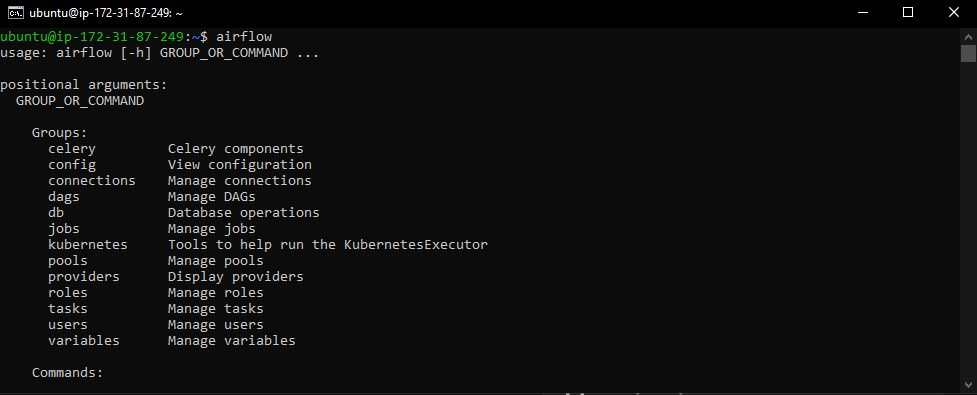 ubuntu@ip-172-31-87-249: ~
ubuntu@ip-172-31-87-249:~$ airflow
usage: airflow [-h] GROUP_OR_COMMAND ...
positional arguments:
GROUP_OR_COMMAND
Groups:
celery Celery components
config View configuration
connections Manage connections
dags Manage DAGs
db Database operations
jobs Manage jobs
kubernetes Tools to help run the KubernetesExecutor
pools Manage pools
providers Display providers
roles Manage roles
tasks Manage tasks
users Manage users
variables Manage variables
Commands: